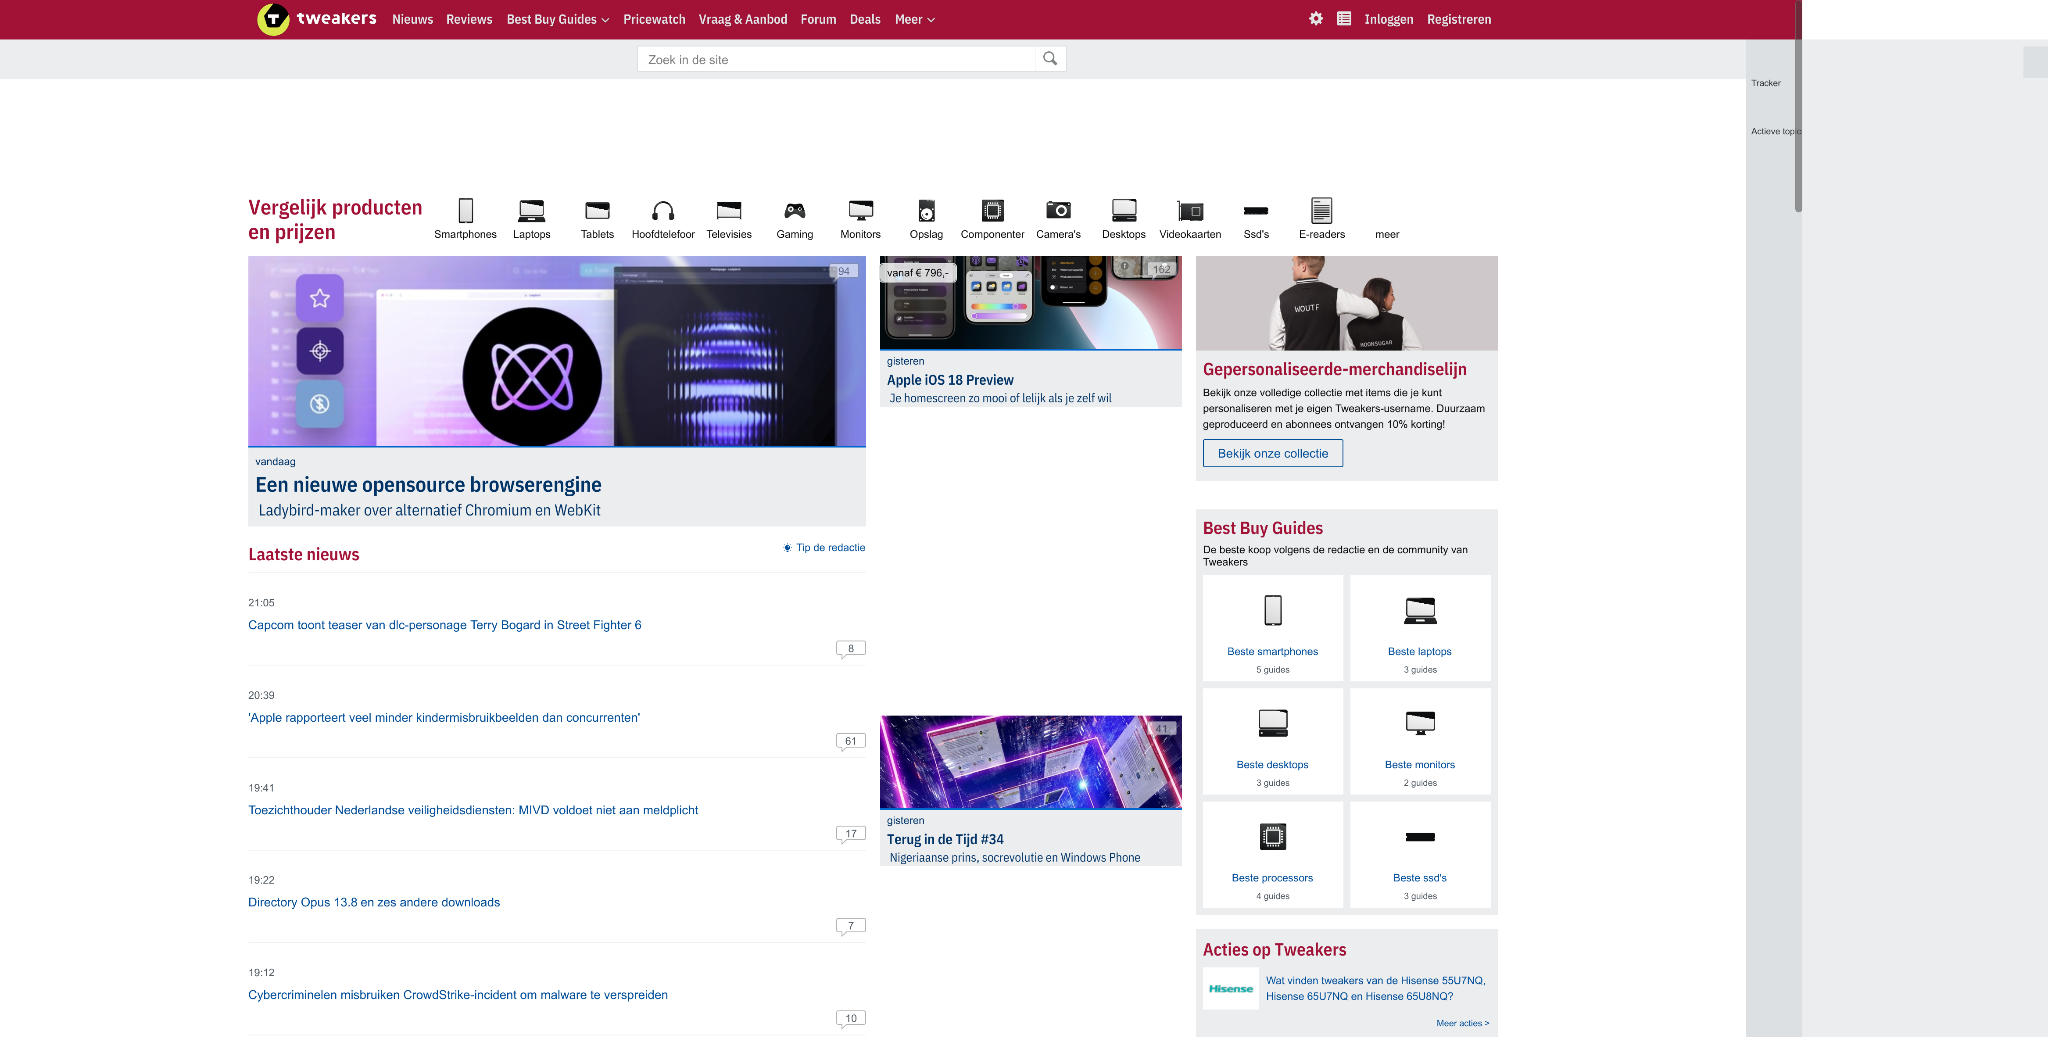 tweakers Nieuws Reviews Best Buy Guides Pricewatch Vraag & Aanbod Forum Deals Meer Inloggen Registreren
Zoek in de site
Tracker
Actieve topic
Vergelijk producten
en prijzen
Smartphones Laptops Tablets Hoofdtelefoor Televisies Gaming Monitors Opslag Componenter Camera's Desktops Videokaarten Ssd's E-readers meer
94
vandaag
Een nieuwe opensource browserengine
Ladybird-maker over alternatief Chromium en WebKit
Laatste nieuws
Tip de redactie
21:05
Capcom toont teaser van dlc-personage Terry Bogard in Street Fighter 6
8
20:39
'Apple rapporteert veel minder kindermisbruikbeelden dan concurrenten'
61
19:41
Toezichthouder Nederlandse veiligheidsdiensten: MIVD voldoet niet aan meldplicht
17
19:22
Directory Opus 13.8 en zes andere downloads
7
19:12
Cybercriminelen misbruiken CrowdStrike-incident om malware te verspreiden
10
vanaf € 796,-
162
gisteren
Apple iOS 18 Preview
Je homescreen zo mooi of lelijk als je zelf wil
41
gisteren
Terug in de Tijd #34
Nigeriaanse prins, socrevolutie en Windows Phone
WOUTF
MOONSUGAR
Gepersonaliseerde-merchandiselijn
Bekijk onze volledige collectie met items die je kunt
personaliseren met je eigen Tweakers-username. Duurzaam
geproduceerd en abonnees ontvangen 10% korting!
Bekijk onze collectie
Best Buy Guides
De beste koop volgens de redactie en de community van
Tweakers
Beste smartphones
5 guides
Beste laptops
3 guides
Beste desktops
3 guides
Beste monitors
2 guides
Beste processors
4 guides
Beste ssd's
3 guides
Acties op Tweakers
Hisense
Wat vinden tweakers van de Hisense 55U7NQ,
Hisense 65U7NQ en Hisense 65U8NQ?
Meer acties >